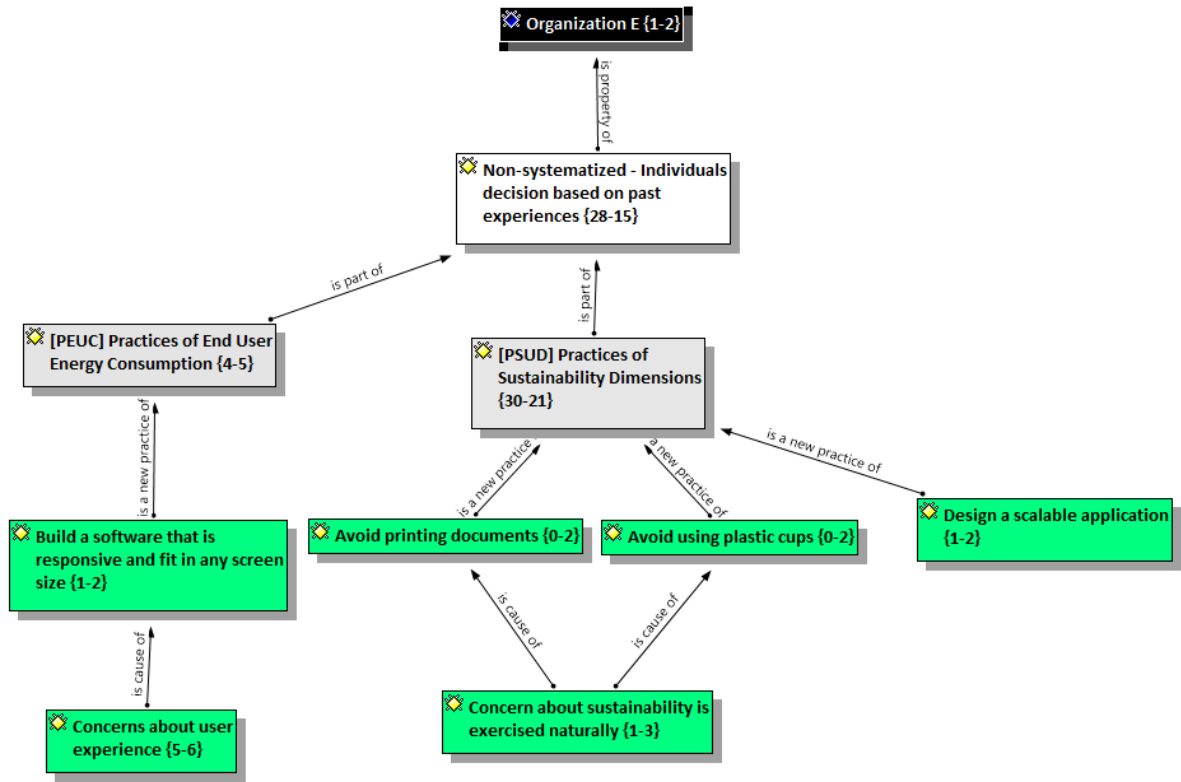 Organization E {1-2}
is property of
Non-systematized - Individuals
decision based on past
experiences {28-15}
is part of
is part of
[PEUC] Practices of End User
Energy Consumption {4-5}
[PSUD] Practices of
Sustainability Dimensions
{30-21}
is a new practice of
is a new practice
a new practice of
is a new practice of
Build a software that is
responsive and fit in any screen
size {1-2}
Avoid printing documents {0-2}
Avoid using plastic cups {0-2}
Design a scalable application
{1-2}
is cause of
is cause of
is cause of
Concerns about user
experience {5-6}
Concern about sustainability is
exercised naturally {1-3}